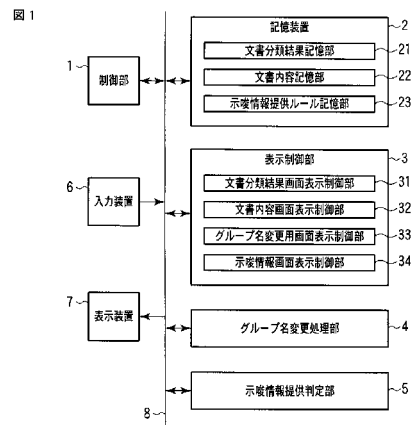 図1
記憶装置
2
文書分類結果記憶部
21
1
制御部
文書内容記憶部
22
示唆情報提供ルール記憶部
23
表示制御部
3
文書分類結果画面表示制御部
31
6
入力装置
文書内容画面表示制御部
32
グループ名変更用画面表示制御部
33
示唆情報画面表示制御部
34
7
表示装置
グループ名変更処理部
4
示唆情報提供判定部
5
8